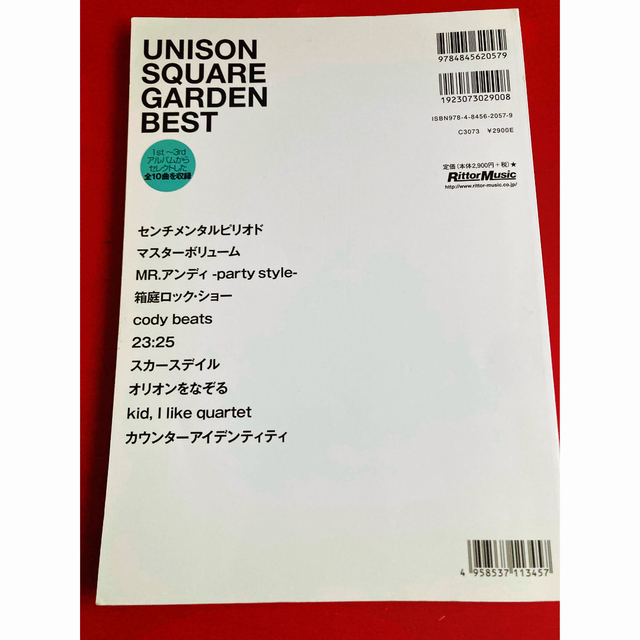 UNISON
SQUARE
GARDEN
BEST
1st～3rd
アルバムから
セレクトした
全10曲を収録
センチメンタルピリオド
マスターボリューム
MR.アンディ -party style-
箱庭ロック・ショー
cody beats
23:25
スカースデイル
オリオンをなぞる
kid, I like quartet
カウンターアイデンティティ
9784845620579
1923073029008
ISBN978-4-8456-2057-9
C3073 ¥2900E
定価（本体2,900円＋税）★
RittorMusic
http://www.rittor-music.co.jp/
4 958537 113457